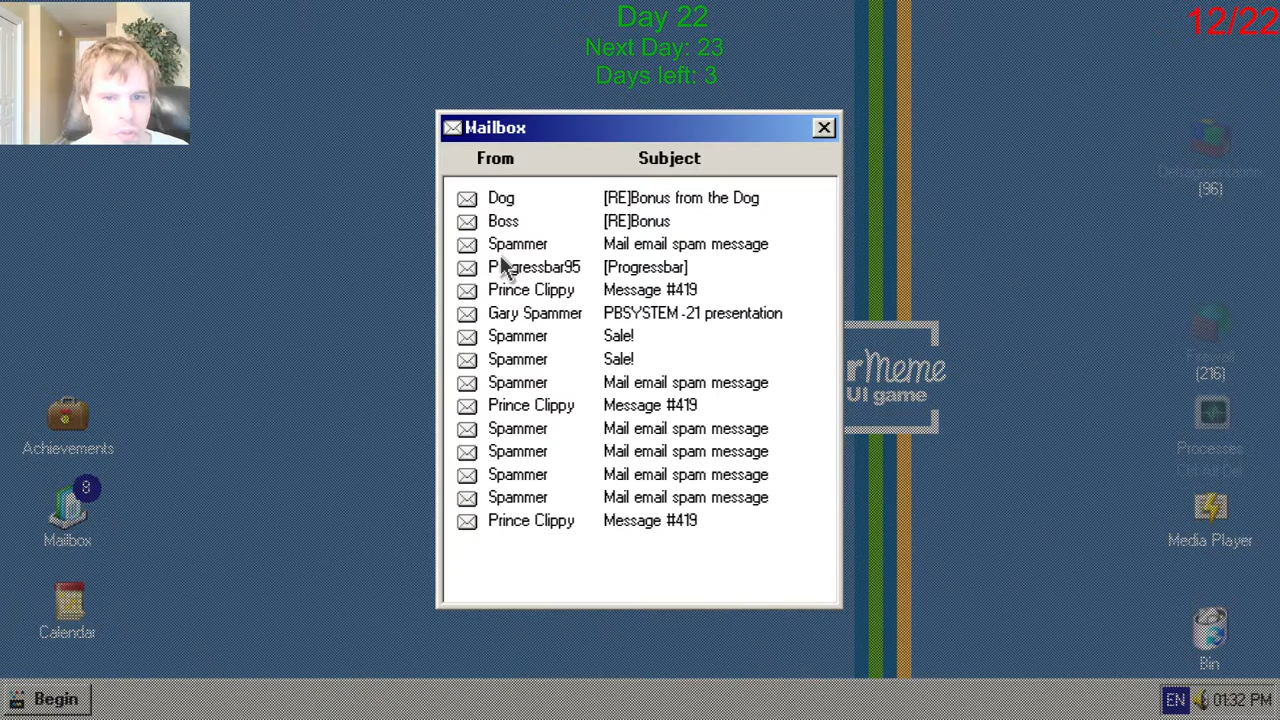 Day 22
Next Day: 23
Days left: 3
12/22
Mailbox
From Subject
Dog [RE]Bonus from the Dog
Boss [RE]Bonus
Spammer Mail email spam message
Progressbar95 [Progressbar]
Prince Clippy Message #419
Gary Spammer PBSYSTEM-21 presentation
Spammer Sale!
Spammer Sale!
Spammer Mail email spam message
Prince Clippy Message #419
Spammer Mail email spam message
Spammer Mail email spam message
Spammer Mail email spam message
Spammer Mail email spam message
Prince Clippy Message #419
rMeme
UI game
Achievements
8
Mailbox
Calendar
(96)
(216)
Processes
Media Player
Bin
Begin
EN 01:32 PM